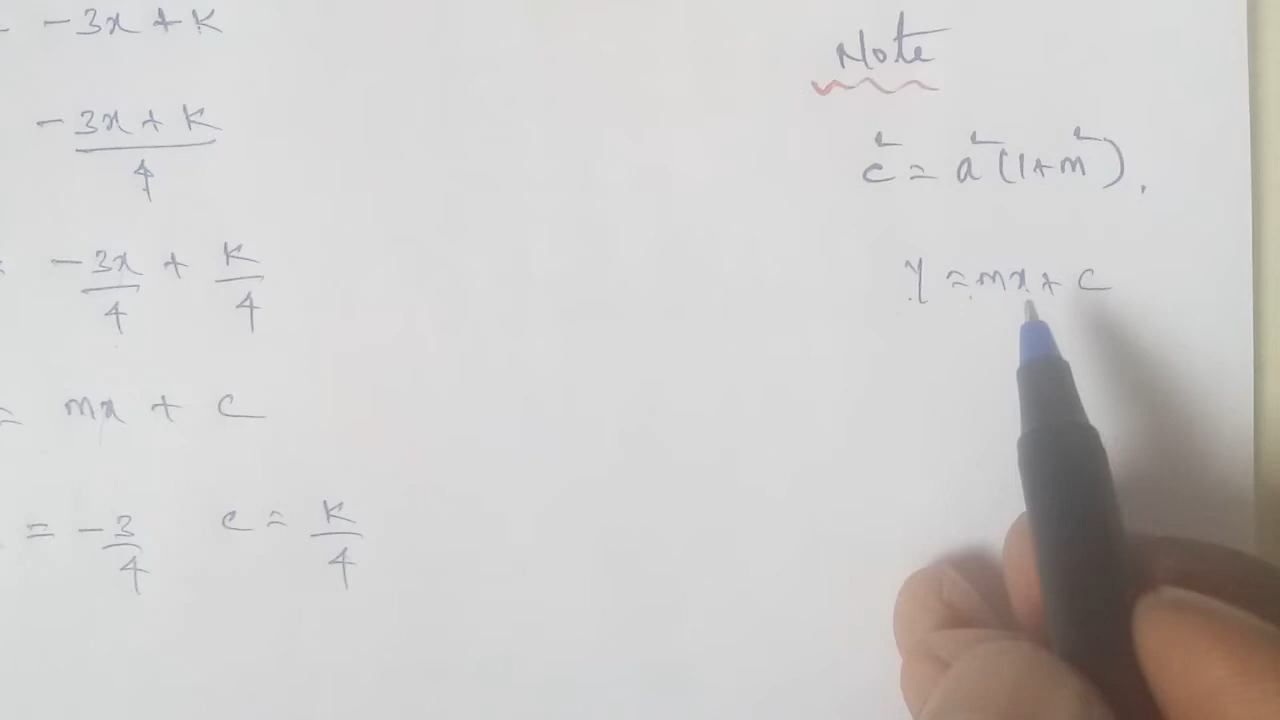 = -3x + K
-3x + K / 4
= -3x/4 + K/4
= mx + c
= -3/4 c = K/4
Note
c² = a²(1+m²).
y = mx + c